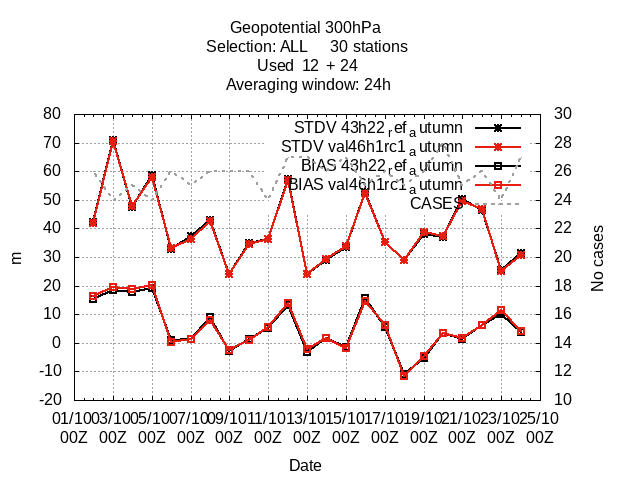 Geopotential 300hPa
Selection: ALL 30 stations
Used 12 + 24
Averaging window: 24h
STDV 43h22_ref_autumn
STDV val46h1rc1_autumn
BIAS 43h22_ref_autumn
BIAS val46h1rc1_autumn
CASES
80
70
60
50
40
30
20
10
0
-10
-20
m
30
28
26
24
22
20
18
16
14
12
10
No cases
01/10 03/10 05/10 07/10 09/10 11/10 13/10 15/10 17/10 19/10 21/10 23/10 25/10
00Z 00Z 00Z 00Z 00Z 00Z 00Z 00Z 00Z 00Z 00Z 00Z 00Z
Date